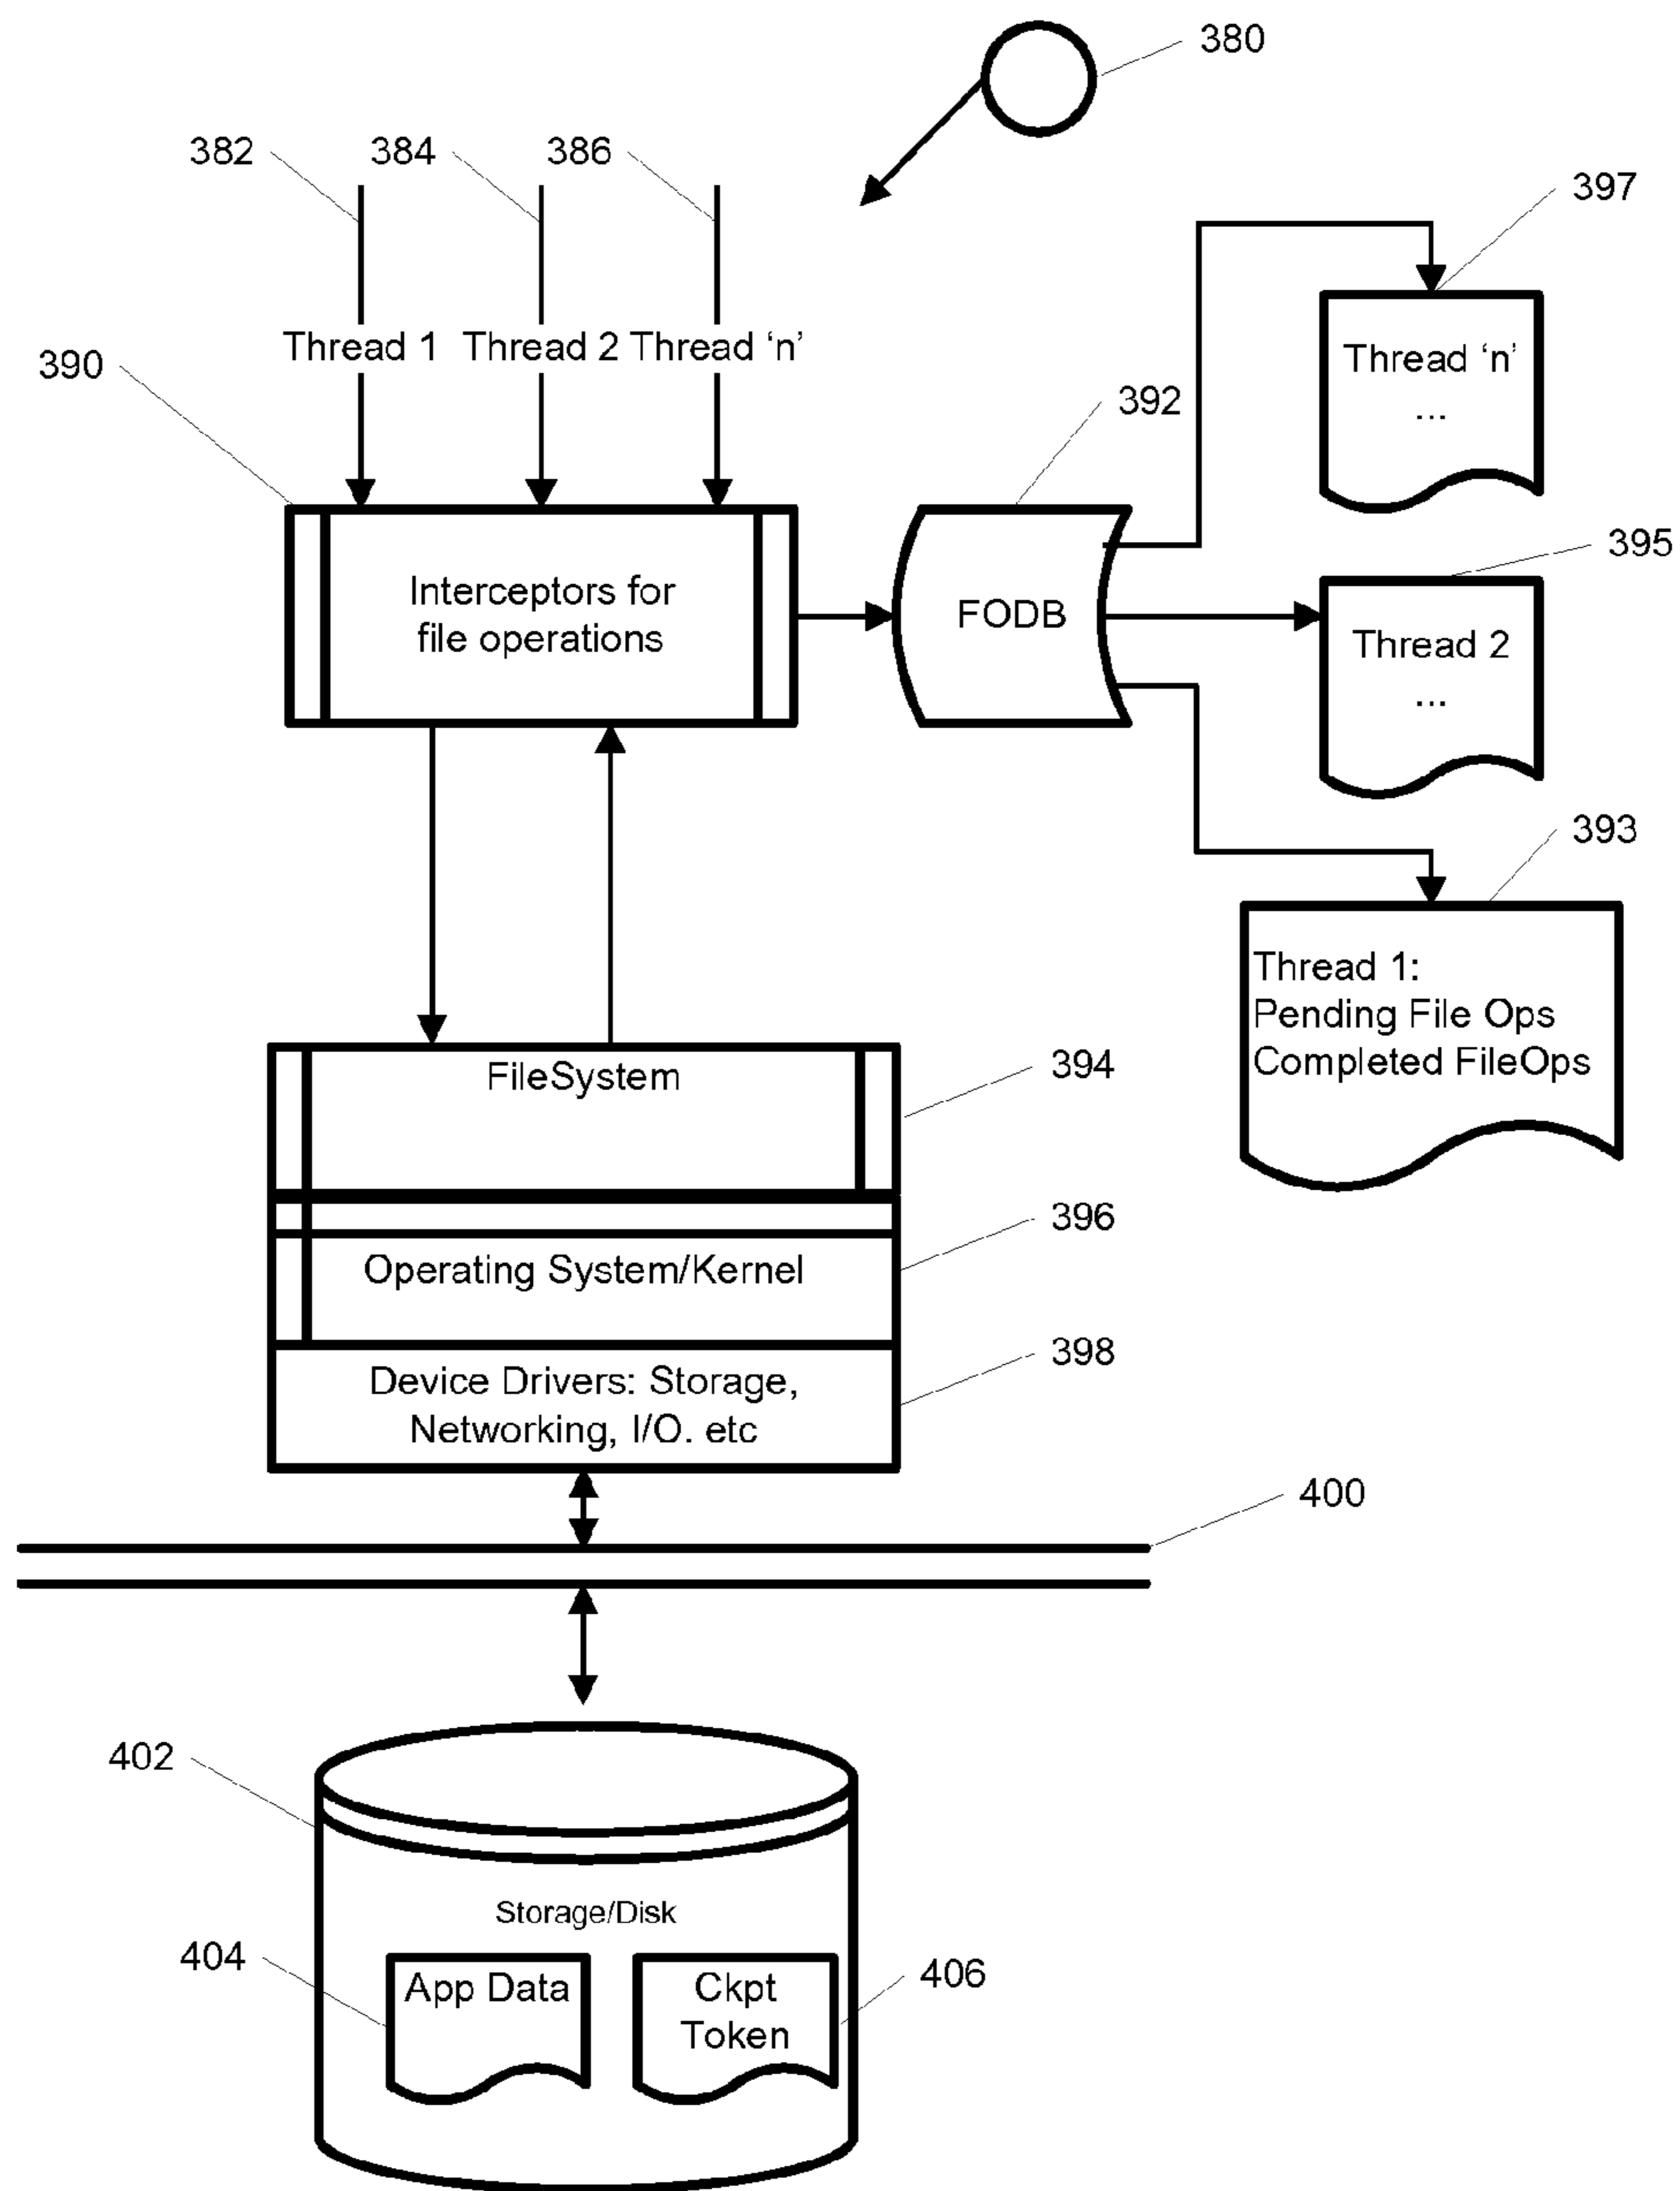 380
382
384
386
397
Thread 1
Thread 2
Thread ‘n’
390
392
Thread ‘n’
...
395
Interceptors for
file operations
FODB
Thread 2
...
393
Thread 1:
Pending File Ops
Completed FileOps
FileSystem
394
396
Operating System/Kernel
398
Device Drivers: Storage,
Networking, I/O. etc
400
402
Storage/Disk
404
App Data
Ckpt
Token
406